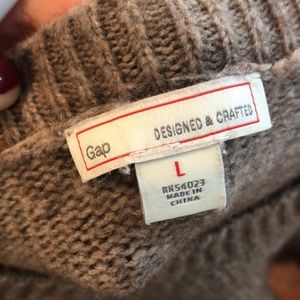 Gap DESIGNED & CRAFTED
L
RN54023
MADE IN
CHINA